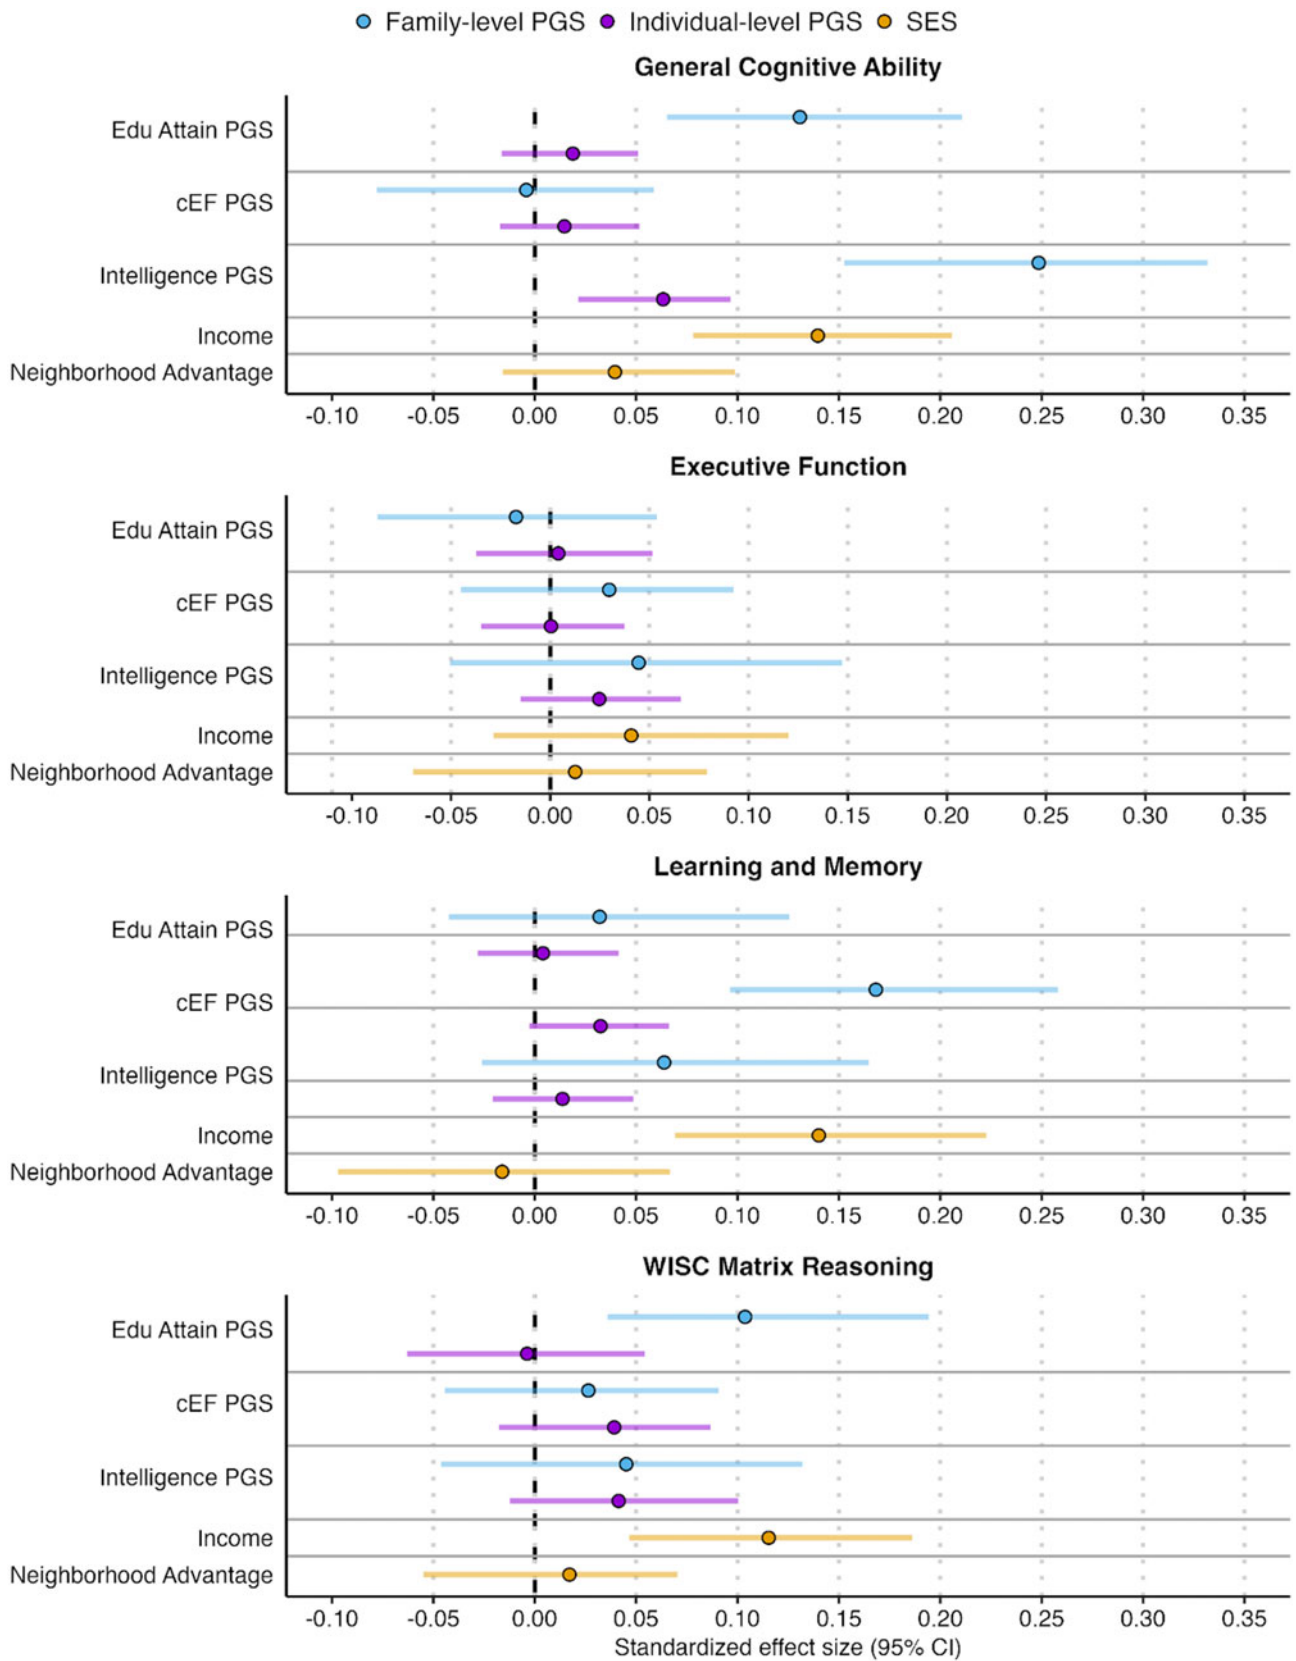 Family-level PGS Individual-level PGS SES
General Cognitive Ability
Edu Attain PGS
cEF PGS
Intelligence PGS
Income
Neighborhood Advantage
-0.10 -0.05 0.00 0.05 0.10 0.15 0.20 0.25 0.30 0.35
Executive Function
Edu Attain PGS
cEF PGS
Intelligence PGS
Income
Neighborhood Advantage
-0.10 -0.05 0.00 0.05 0.10 0.15 0.20 0.25 0.30 0.35
Learning and Memory
Edu Attain PGS
cEF PGS
Intelligence PGS
Income
Neighborhood Advantage
-0.10 -0.05 0.00 0.05 0.10 0.15 0.20 0.25 0.30 0.35
WISC Matrix Reasoning
Edu Attain PGS
cEF PGS
Intelligence PGS
Income
Neighborhood Advantage
-0.10 -0.05 0.00 0.05 0.10 0.15 0.20 0.25 0.30 0.35
Standardized effect size (95% CI)